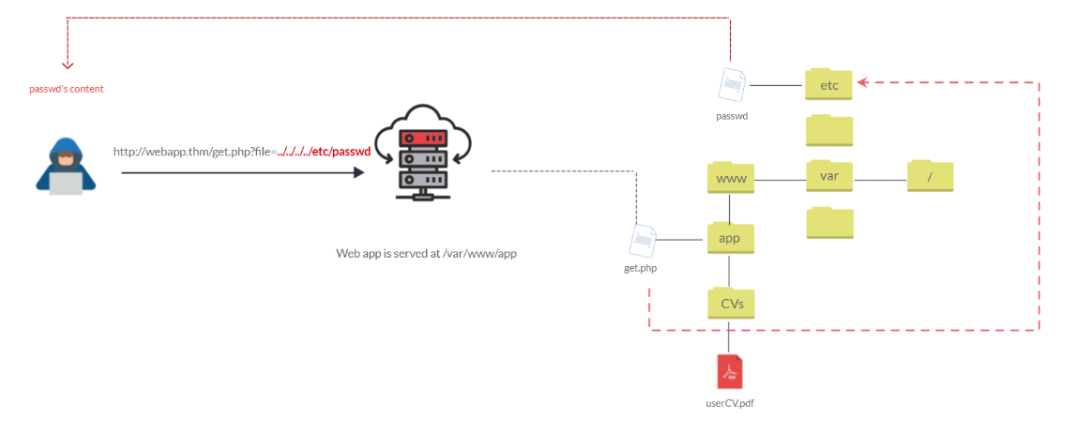 passwd's content
http://webapp.thm/get.php?file=../../../../etc/passwd
Web app is served at /var/www/app
passwd
etc
www
var
/
get.php
app
CVs
userCV.pdf